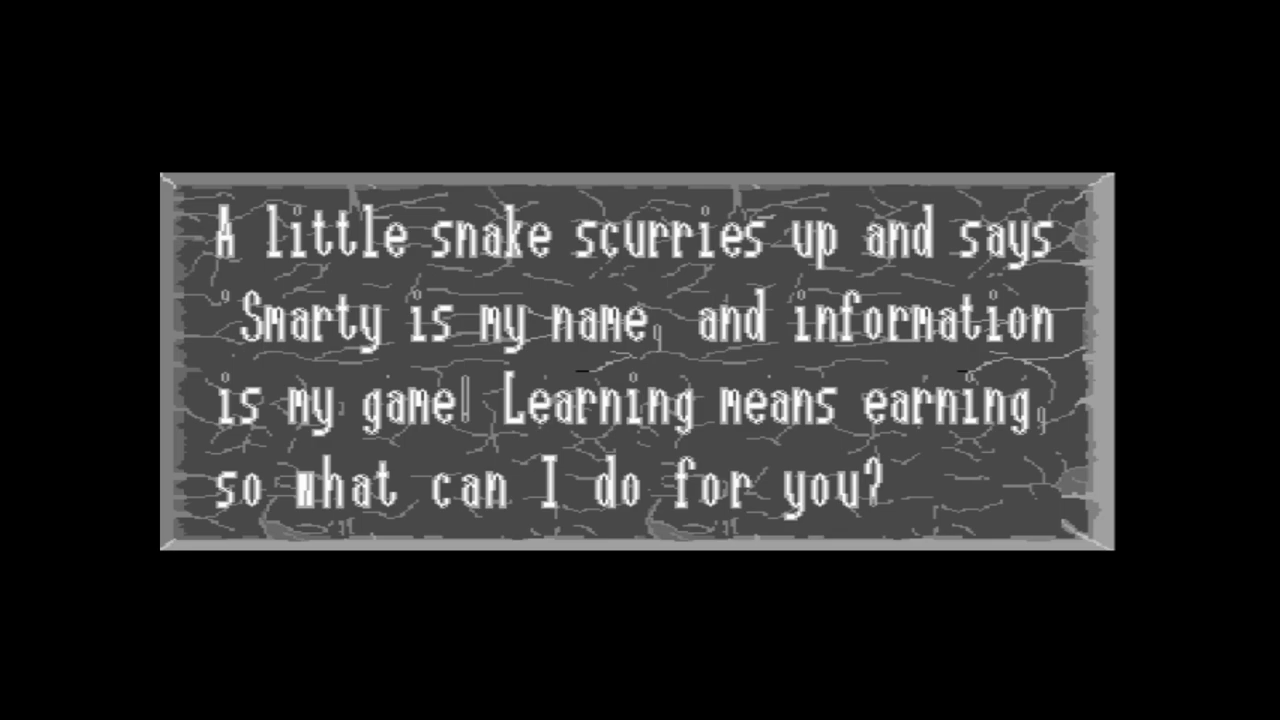 A little snake scurries up and says
'Smarty is my name, and information
is my game! Learning means earning,
so what can I do for you?